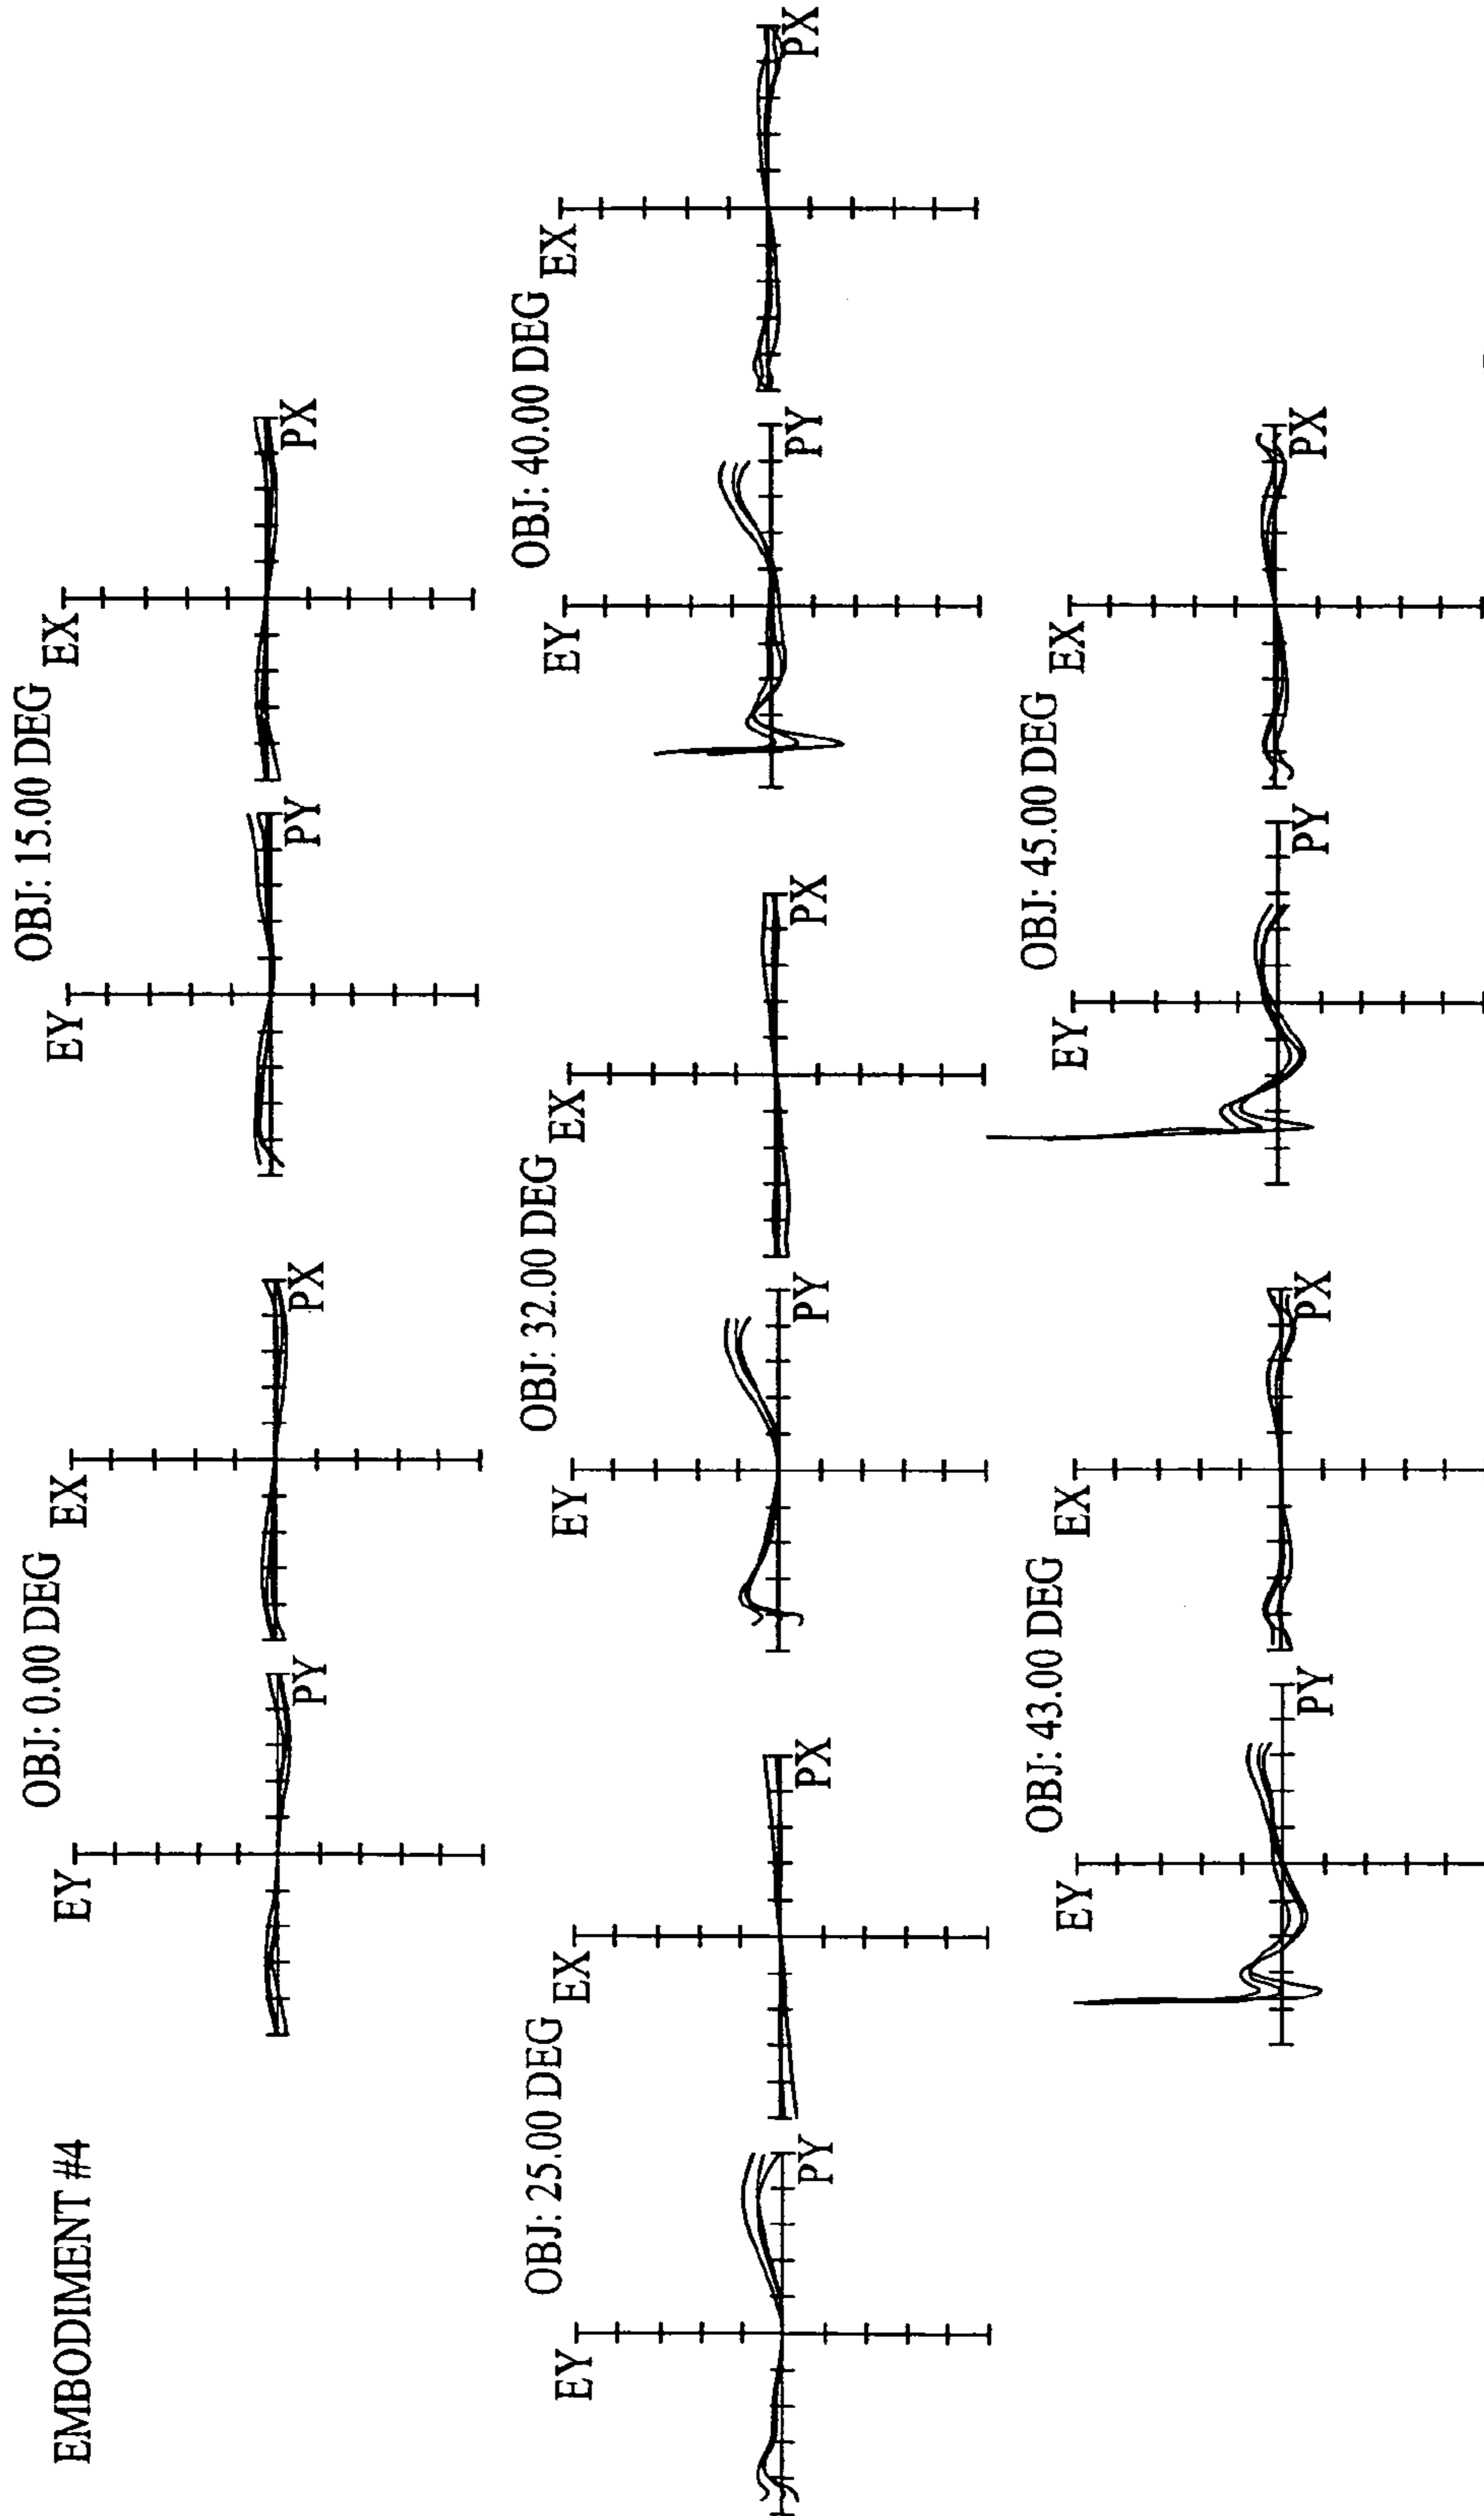 EMBODIMENT #4
OBJ: 0.00 DEG
OBJ: 15.00 DEG
EY
EX
EY
EX
PY
PX
PY
PX
OBJ: 25.00 DEG
OBJ: 32.00 DEG
OBJ: 40.00 DEG
EY
EX
EY
EX
EY
EX
PY
PX
PY
PX
PY
PX
OBJ: 43.00 DEG
OBJ: 45.00 DEG
EY
EX
EY
EX
PY
PX
PY
PX